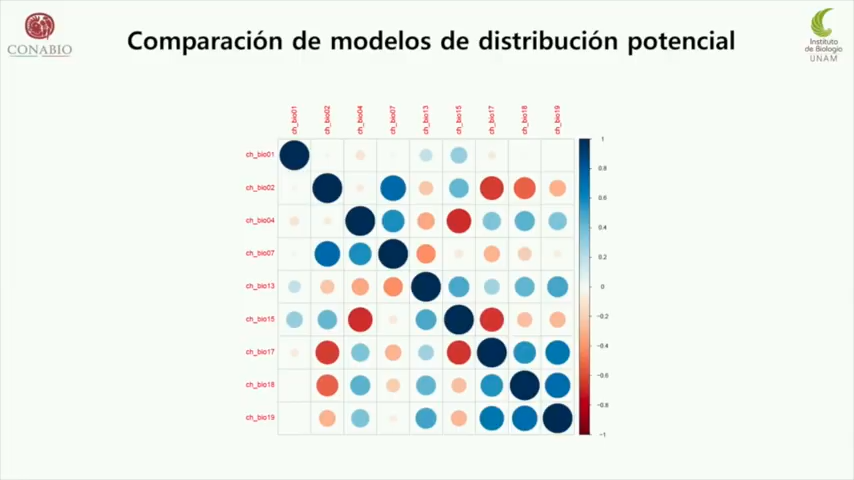 CONABIO
Comparación de modelos de distribución potencial
Instituto
de Biología
UNAM
ch_bio01
ch_bio02
ch_bio04
ch_bio07
ch_bio13
ch_bio15
ch_bio17
ch_bio18
ch_bio19
ch_bio01
ch_bio02
ch_bio04
ch_bio07
ch_bio13
ch_bio15
ch_bio17
ch_bio18
ch_bio19
1
0.8
0.6
0.4
0.2
0
−0.2
−0.4
−0.6
−0.8
−1